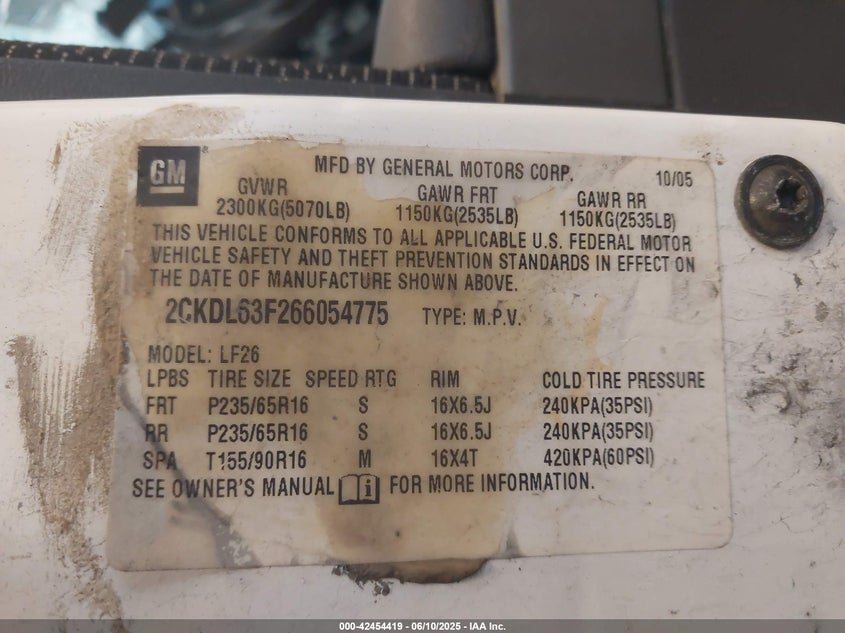 GM
MFD BY GENERAL MOTORS CORP. 10/05
GVWR GAWR FRT GAWR RR
2300KG(5070LB) 1150KG(2535LB) 1150KG(2535LB)
THIS VEHICLE CONFORMS TO ALL APPLICABLE U.S. FEDERAL MOTOR
VEHICLE SAFETY AND THEFT PREVENTION STANDARDS IN EFFECT ON
THE DATE OF MANUFACTURE SHOWN ABOVE.
2CKDL63F266054775 TYPE: M.P.V.
MODEL: LF26
LPBS TIRE SIZE SPEED RTG RIM COLD TIRE PRESSURE
FRT P235/65R16 S 16X6.5J 240KPA(35PSI)
RR P235/65R16 S 16X6.5J 240KPA(35PSI)
SPA T155/90R16 M 16X4T 420KPA(60PSI)
SEE OWNER'S MANUAL FOR MORE INFORMATION.
000-42454419 - 06/10/2025 - IAA Inc.